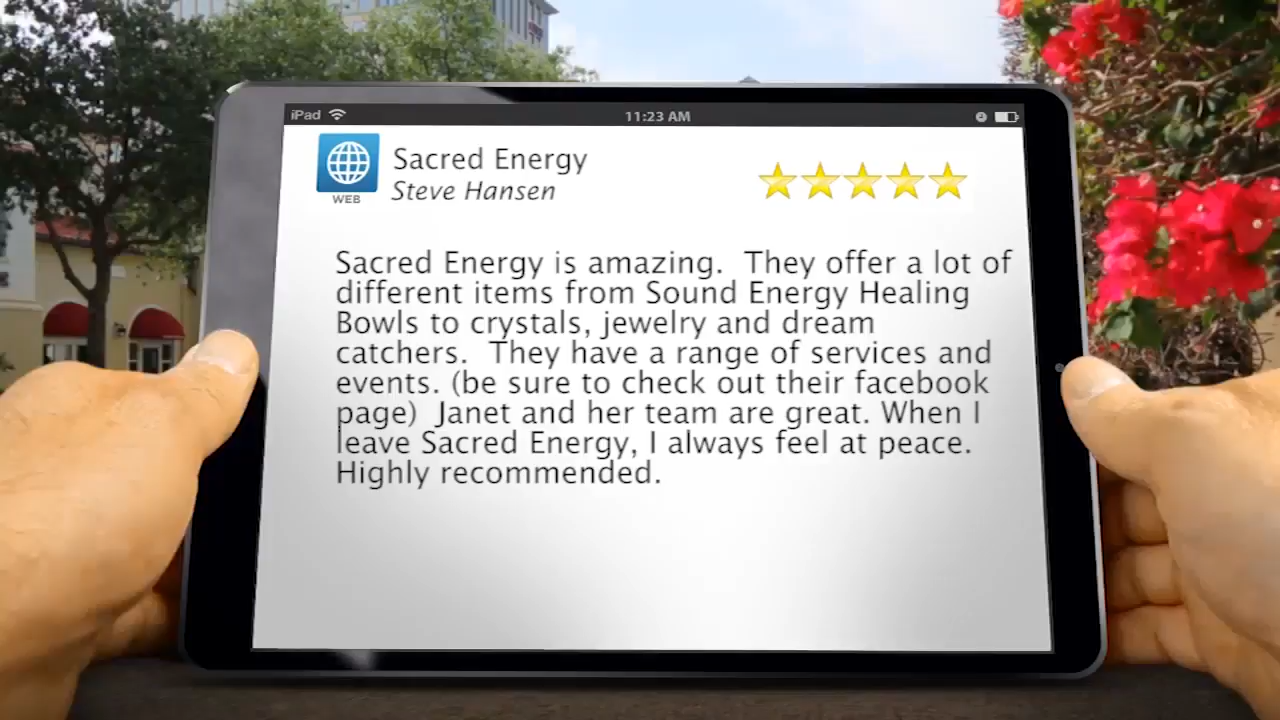 iPad
11:23 AM
WEB
Sacred Energy
Steve Hansen
Sacred Energy is amazing.  They offer a lot of
different items from Sound Energy Healing
Bowls to crystals, jewelry and dream
catchers.  They have a range of services and
events. (be sure to check out their facebook
page)  Janet and her team are great. When I
leave Sacred Energy, I always feel at peace.
Highly recommended.